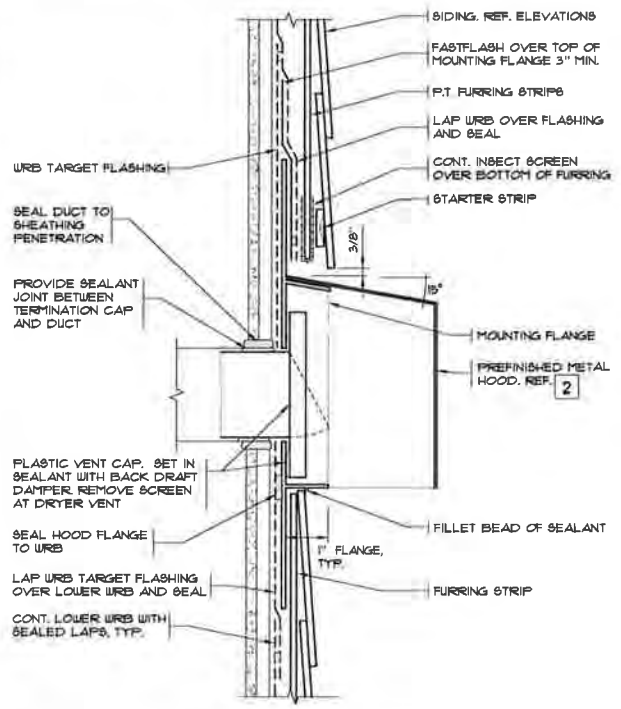 SIDING. REF. ELEVATIONS
FASTFLASH OVER TOP OF
MOUNTING FLANGE 3" MIN.
P.T FURRING STRIPS
LAP WRB OVER FLASHING
AND SEAL
CONT. INSECT SCREEN
OVER BOTTOM OF FURRING
STARTER STRIP
3/8"
15°
MOUNTING FLANGE
PREFINISHED METAL
HOOD. REF. 2
FILLET BEAD OF SEALANT
1" FLANGE,
TYP.
FURRING STRIP
WRB TARGET FLASHING
SEAL DUCT TO
SHEATHING
PENETRATION
PROVIDE SEALANT
JOINT BETWEEN
TERMINATION CAP
AND DUCT
PLASTIC VENT CAP. SET IN
SEALANT WITH BACK DRAFT
DAMPER. REMOVE SCREEN
AT DRYER VENT
SEAL HOOD FLANGE
TO WRB
LAP WRB TARGET FLASHING
OVER LOWER WRB AND SEAL
CONT. LOWER WRB WITH
SEALED LAPS, TYP.